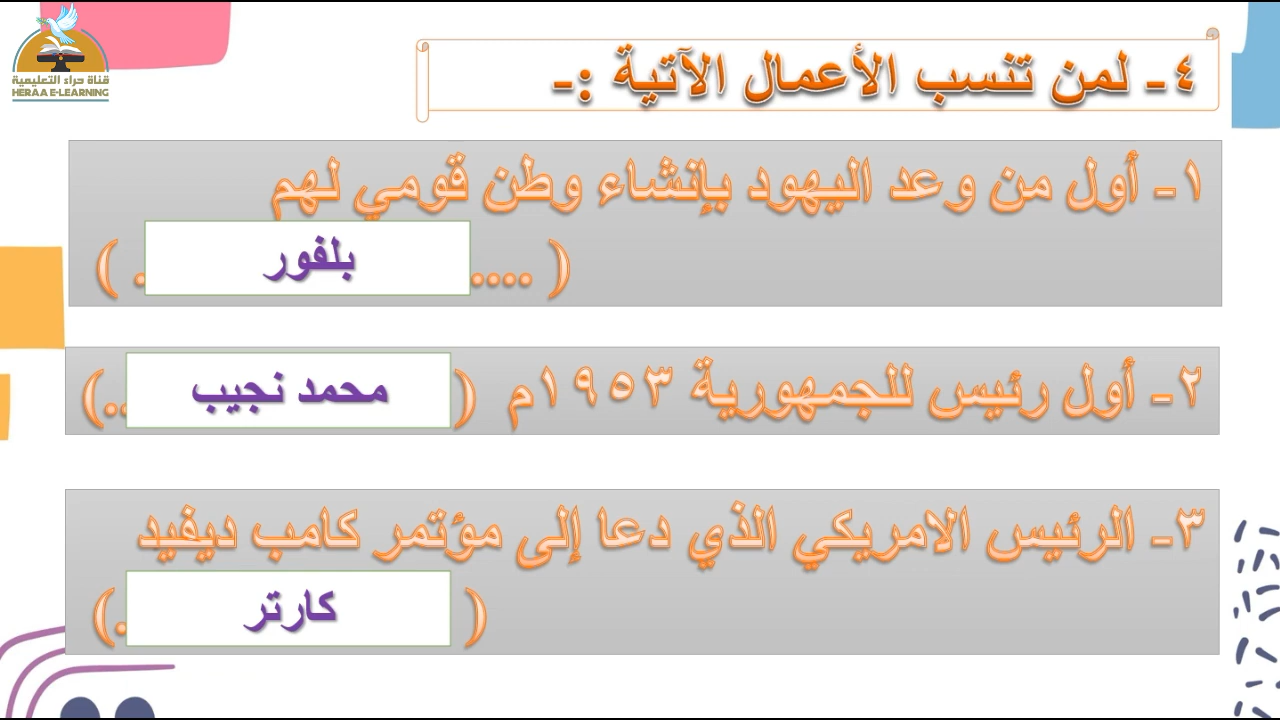 قناة حراء التعليمية
HERAA E-LEARNING
٤- لمن تنسب الأعمال الآتية :-
١- أول من وعد اليهود بإنشاء وطن قومي لهم
( .... بلفور . )
٢- أول رئيس للجمهورية ١٩٥٣م ( محمد نجيب ..)
٣- الرئيس الامريكي الذي دعا إلى مؤتمر كامب ديفيد
( كارتر .)